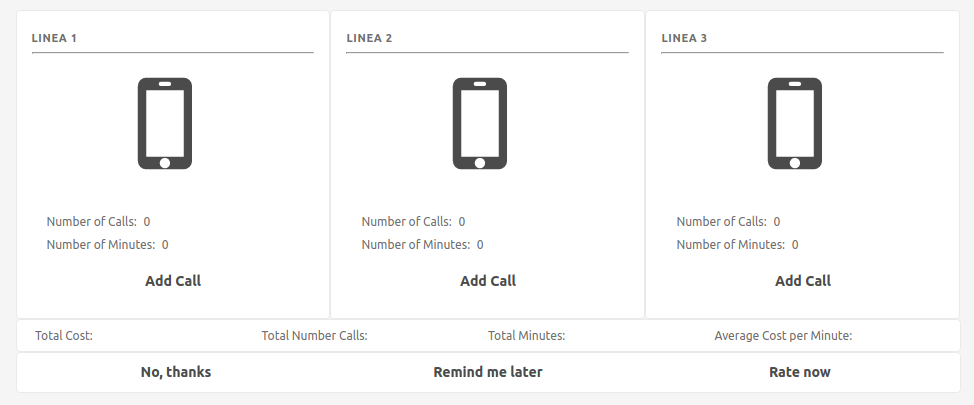 LINEA 1
LINEA 2
LINEA 3
Number of Calls: 0
Number of Minutes: 0
Add Call
Number of Calls: 0
Number of Minutes: 0
Add Call
Number of Calls: 0
Number of Minutes: 0
Add Call
Total Cost:
Total Number Calls:
Total Minutes:
Average Cost per Minute:
No, thanks
Remind me later
Rate now